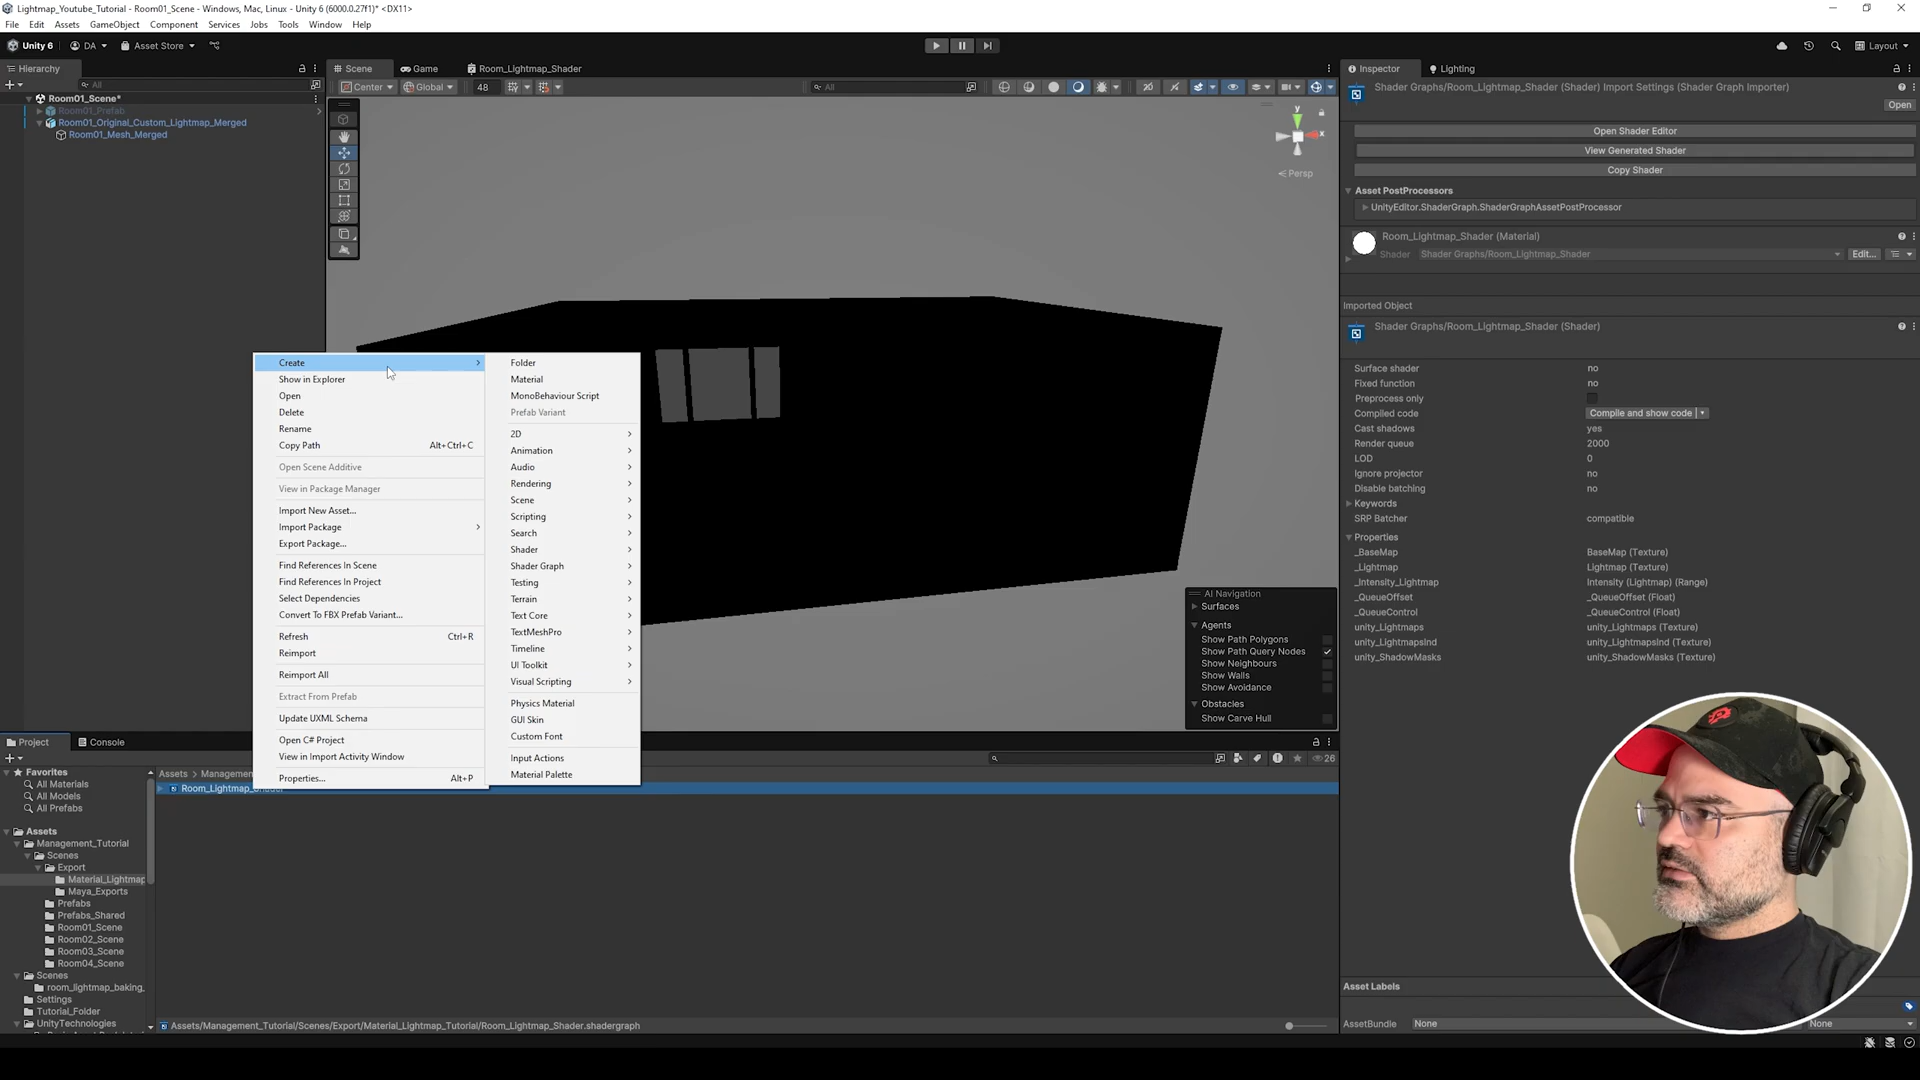 Lightmap_Youtube_Tutorial - Room01_Scene - Windows, Mac, Linux - Unity 6 (6000.0.27f1)* <DX11>
File Edit Assets GameObject Component Services Jobs Tools Window Help
Unity 6 DA Asset Store Layout
Hierarchy
All
Room01_Scene*
Room01_Prefab
Room01_Original_Custom_Lightmap_Merged
Room01_Mesh_Merged
Scene Game Room_Lightmap_Shader
Center Global 48 All
y
x
< Persp
Create
Show in Explorer
Open
Delete
Rename
Copy Path Alt+Ctrl+C
Open Scene Additive
View in Package Manager
Import New Asset...
Import Package
Export Package...
Find References In Scene
Find References In Project
Select Dependencies
Convert To FBX Prefab Variant...
Refresh Ctrl+R
Reimport
Reimport All
Extract From Prefab
Update UXML Schema
Open C# Project
View in Import Activity Window
Properties... Alt+P
Folder
Material
MonoBehaviour Script
Prefab Variant
2D
Animation
Audio
Rendering
Scene
Scripting
Search
Shader
Shader Graph
Testing
Terrain
Text Core
TextMeshPro
Timeline
UI Toolkit
Visual Scripting
Physics Material
GUI Skin
Custom Font
Input Actions
Material Palette
AI Navigation
Surfaces
Agents
Show Path Polygons
Show Path Query Nodes
Show Neighbours
Show Walls
Show Avoidance
Obstacles
Show Carve Hull
Inspector Lighting
Shader Graphs/Room_Lightmap_Shader (Shader) Import Settings (Shader Graph Importer)
Open
Open Shader Editor
View Generated Shader
Copy Shader
Asset PostProcessors
UnityEditor.ShaderGraph.ShaderGraphAssetPostProcessor
Room_Lightmap_Shader (Material)
Shader Shader Graphs/Room_Lightmap_Shader Edit...
Imported Object
Shader Graphs/Room_Lightmap_Shader (Shader)
Surface shader no
Fixed function no
Preprocess only
Compiled code Compile and show code
Cast shadows yes
Render queue 2000
LOD 0
Ignore projector no
Disable batching no
Keywords
SRP Batcher compatible
Properties
_BaseMap BaseMap (Texture)
_Lightmap Lightmap (Texture)
_Intensity_Lightmap Intensity (Lightmap) (Range)
_QueueOffset _QueueOffset (Float)
_QueueControl _QueueControl (Float)
unity_Lightmaps unity_Lightmaps (Texture)
unity_LightmapsInd unity_LightmapsInd (Texture)
unity_ShadowMasks unity_ShadowMasks (Texture)
Asset Labels
AssetBundle None None
Project Console
26
Favorites
All Materials
All Models
All Prefabs
Assets
Management_Tutorial
Scenes
Export
Material_Lightmap
Maya_Exports
Prefabs
Prefabs_Shared
Room01_Scene
Room02_Scene
Room03_Scene
Room04_Scene
Scenes
room_lightmap_baking_
Settings
Tutorial_Folder
UnityTechnologies
Assets > Management
Room_Lightmap_Shader
Assets/Management_Tutorial/Scenes/Export/Material_Lightmap_Tutorial/Room_Lightmap_Shader.shadergraph